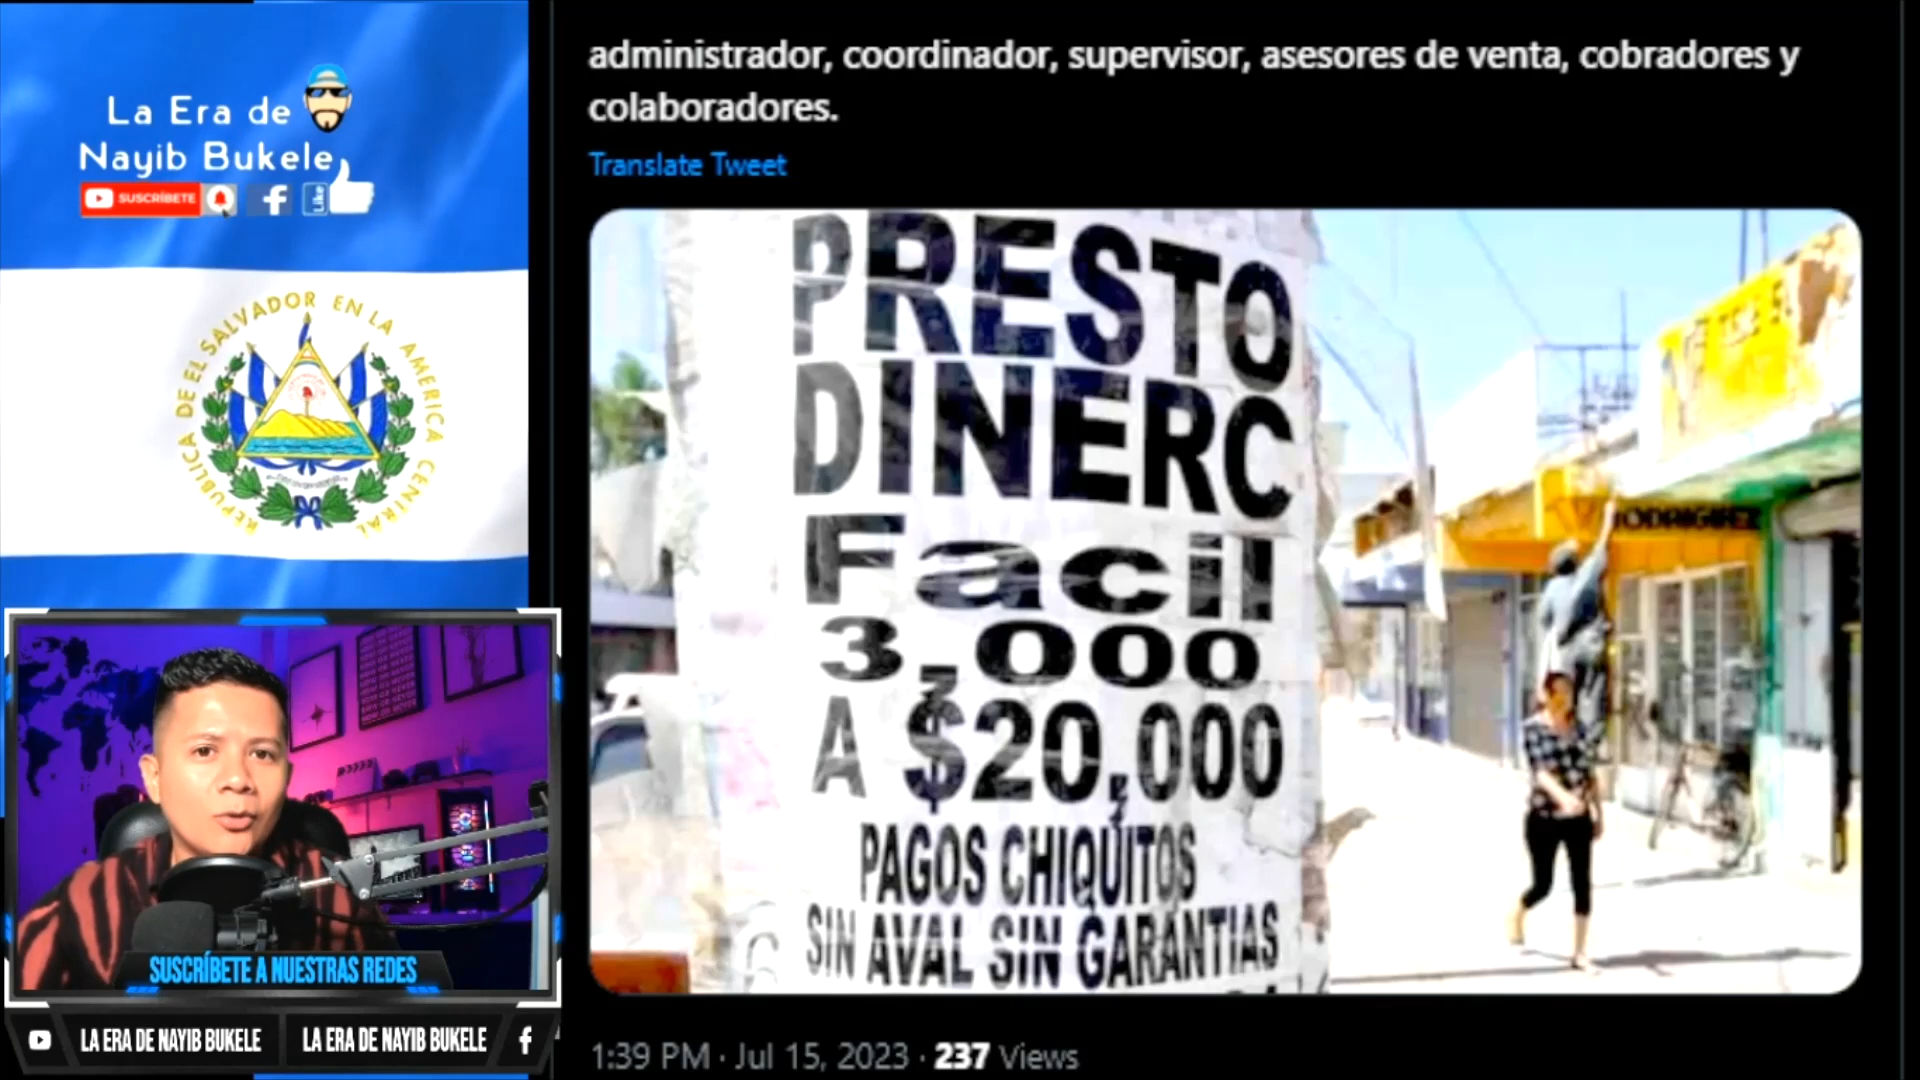 La Era de
Nayib Bukele
SUSCRÍBETE
f
Like
REPUBLICA DE EL SALVADOR EN LA AMERICA CENTRAL
SUSCRÍBETE A NUESTRAS REDES
LA ERA DE NAYIB BUKELE
LA ERA DE NAYIB BUKELE
f
administrador, coordinador, supervisor, asesores de venta, cobradores y
colaboradores.
Translate Tweet
PRESTO
DINERO
Facil
3,000
A $20,000
PAGOS CHIQUITOS
SIN AVAL SIN GARANTIAS
RODRIGUEZ
1:39 PM · Jul 15, 2023 · 237 Views